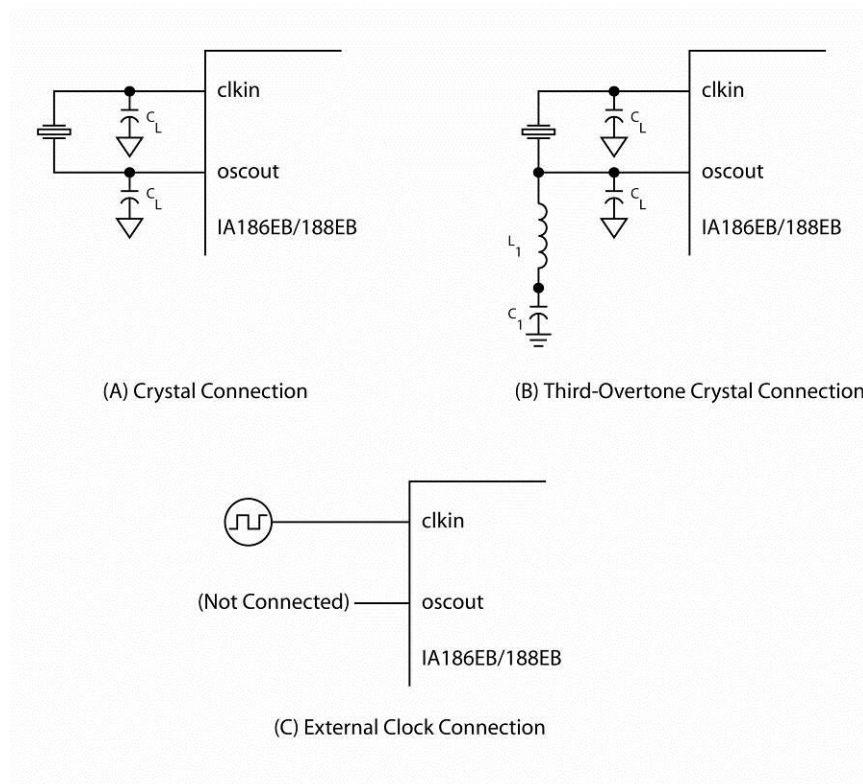 clkin
C L
oscout
C L
IA186EB/188EB
(A) Crystal Connection
clkin
C L
oscout
C L
IA186EB/188EB
L 1
C 1
(B) Third-Overtone Crystal Connection
clkin
(Not Connected)
oscout
IA186EB/188EB
(C) External Clock Connection